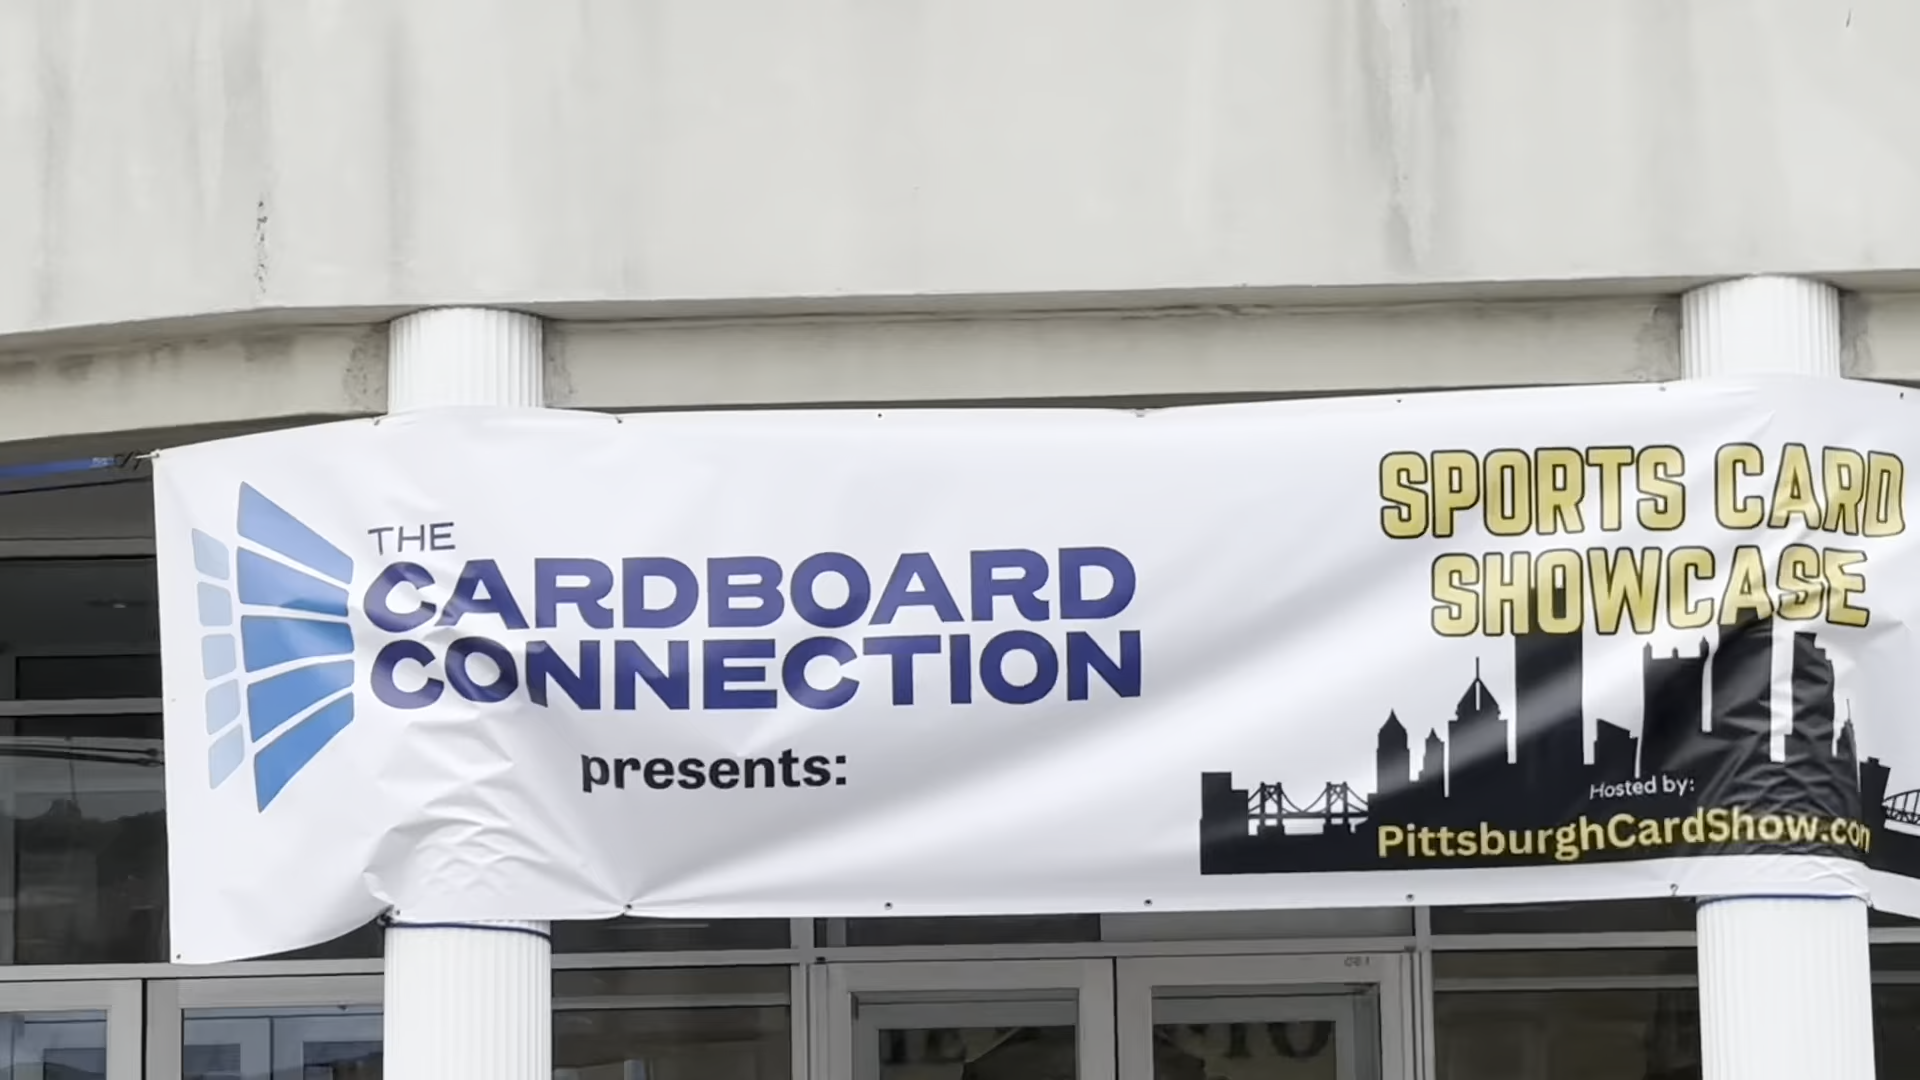 THE
CARDBOARD
CONNECTION
presents:
SPORTS CARD
SHOWCASE
Hosted by:
PittsburghCardShow.com